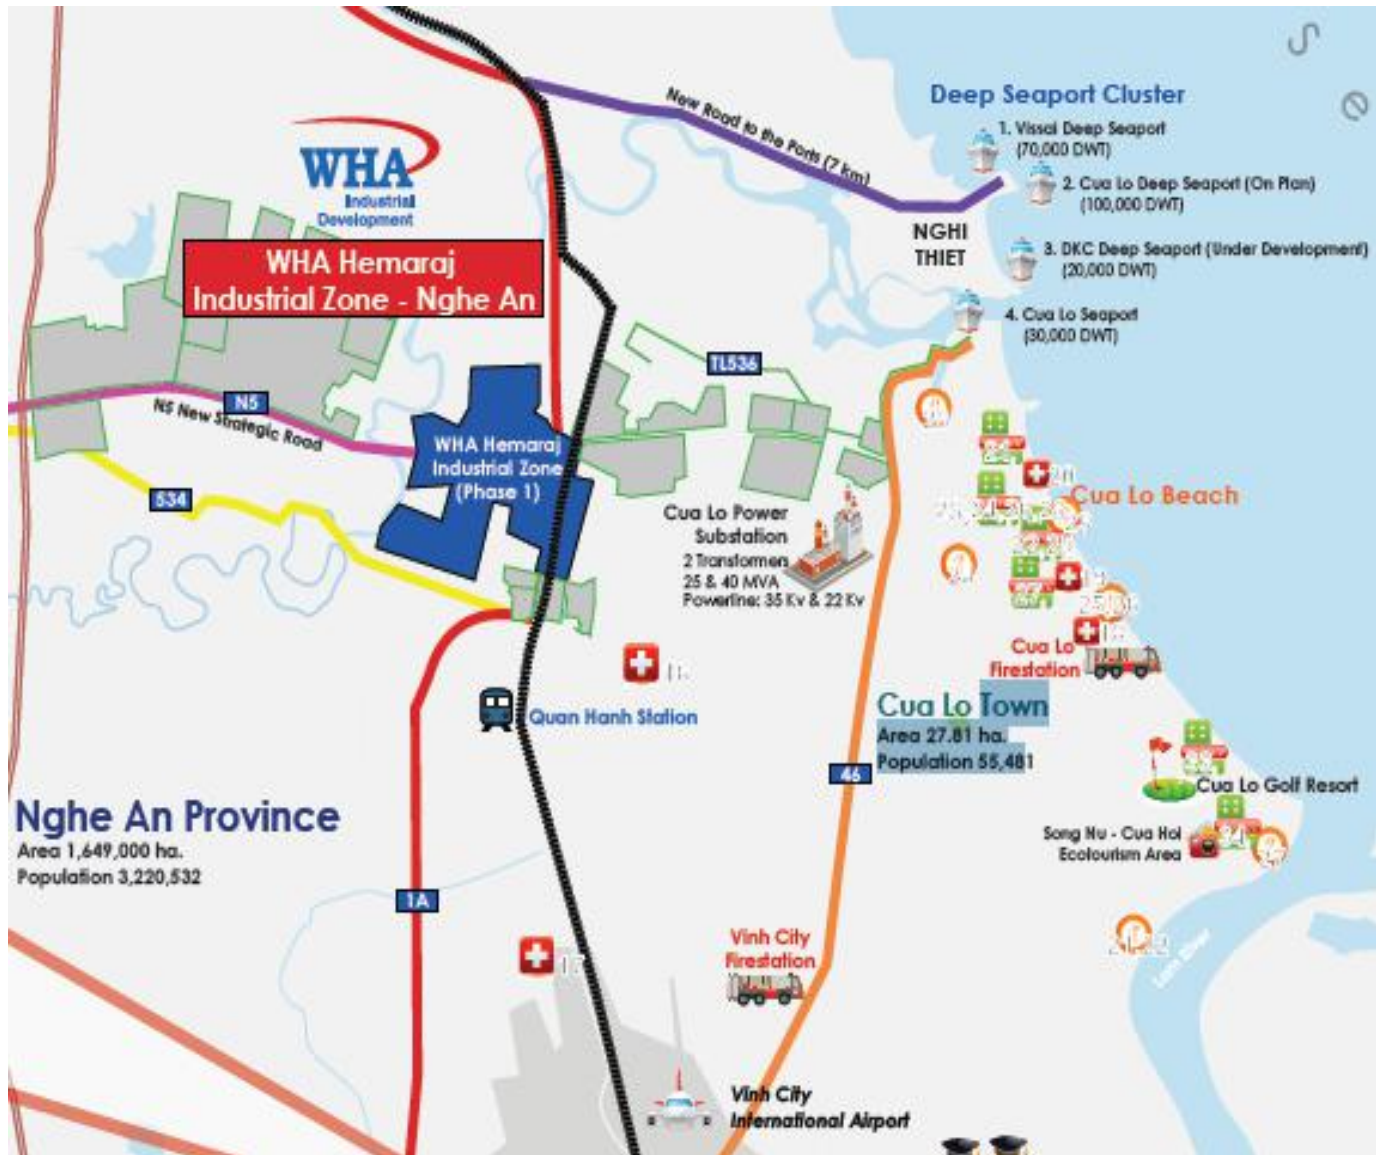 Deep Seaport Cluster
1. Vissai Deep Seaport
(70,000 DWT)
2. Cua Lo Deep Seaport (On Plan)
(100,000 DWT)
3. DKC Deep Seaport (Under Development)
(20,000 DWT)
4. Cua Lo Seaport
(30,000 DWT)
New Road to the Ports (7 km)
NGHI
THIET
WHA
Industrial
Development
WHA Hemaraj
Industrial Zone - Nghe An
TL536
N5
N5 New Strategic Road
WHA Hemaraj
Industrial Zone
(Phase 1)
534
Cua Lo Power
Substation
2 Transformers
25 & 40 MVA
Powerline: 35 Kv & 22 Kv
Cua Lo Beach
Cua Lo
Firestation
Quan Hanh Station
Cua Lo Town
Area 27.81 ha.
Population 55,481
46
Cua Lo Golf Resort
Song Nu - Cua Hoi
Ecotourism Area
Nghe An Province
Area 1,649,000 ha.
Population 3,220,532
1A
17
Vinh City
Firestation
21,22
Lam River
Vinh City
International Airport